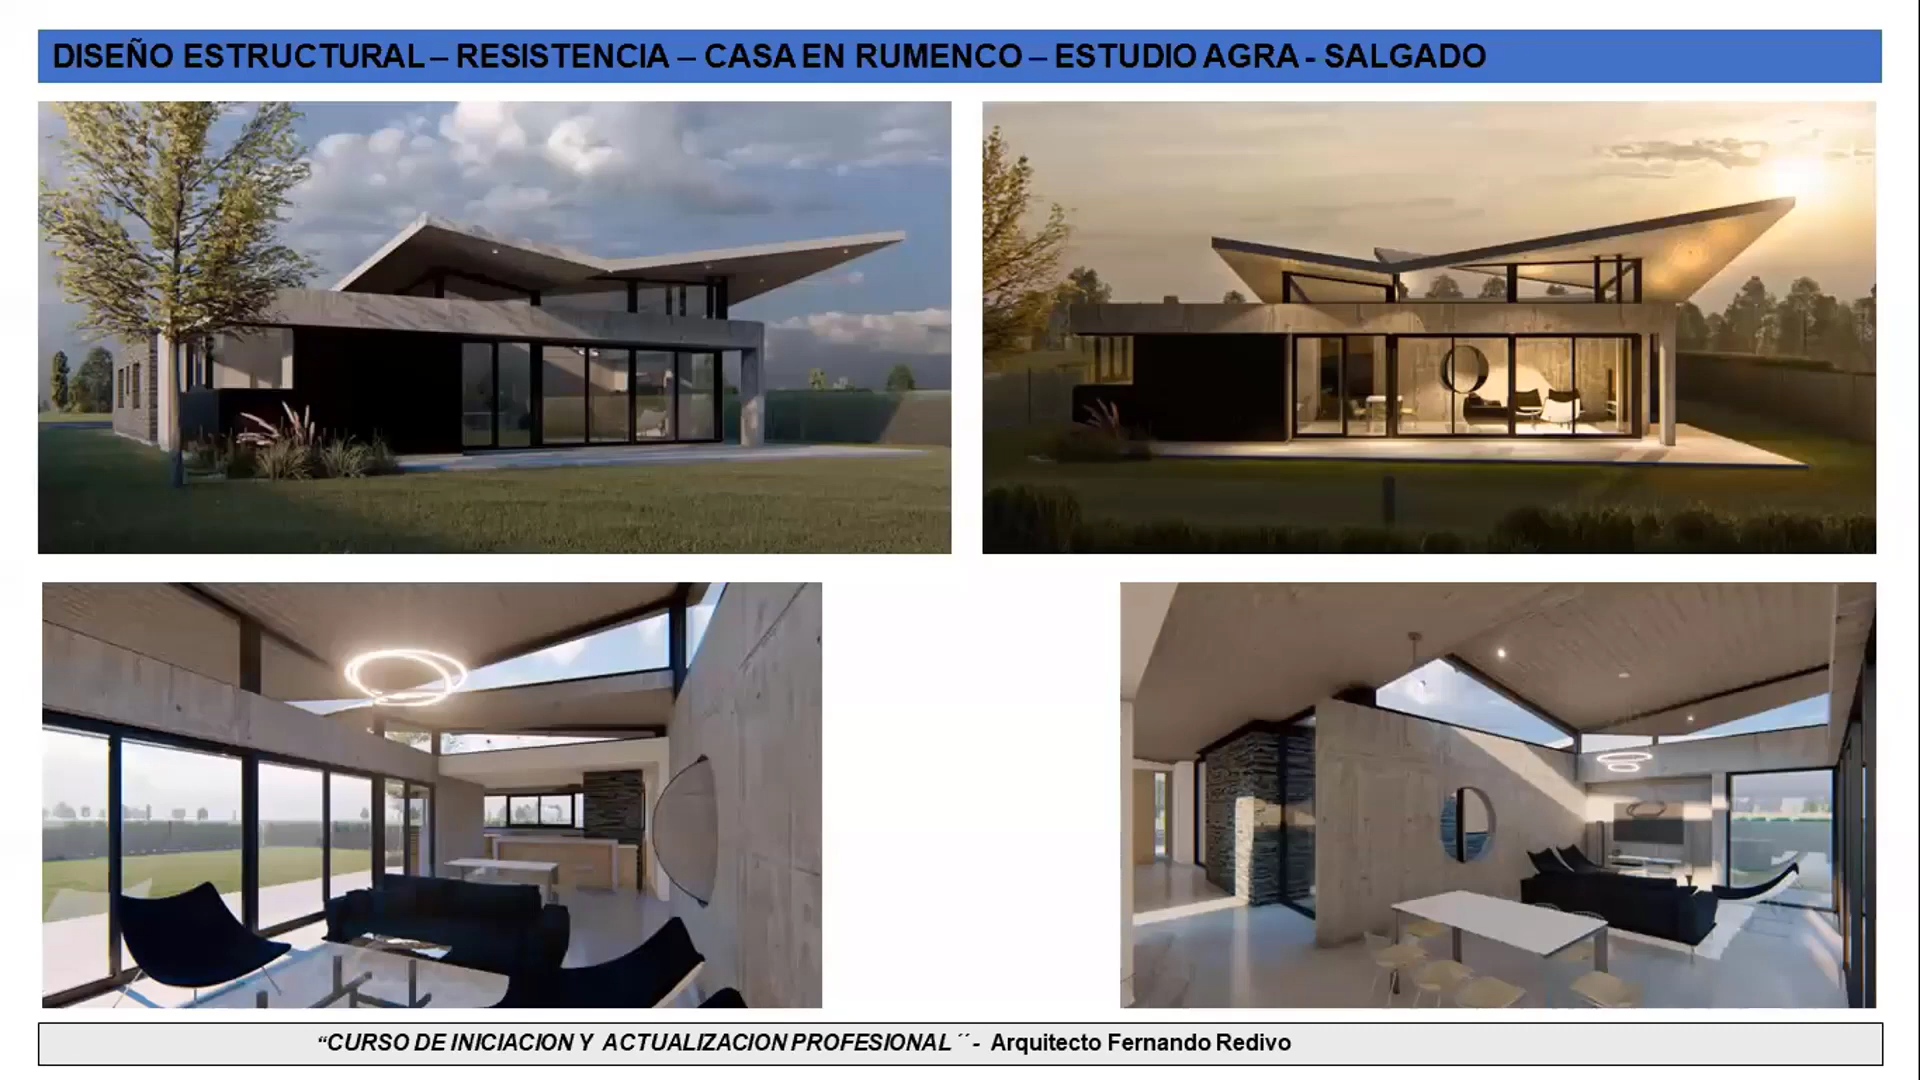 DISEÑO ESTRUCTURAL – RESISTENCIA – CASA EN RUMENCO – ESTUDIO AGRA - SALGADO
“CURSO DE INICIACION Y ACTUALIZACION PROFESIONAL ´´ - Arquitecto Fernando Redivo